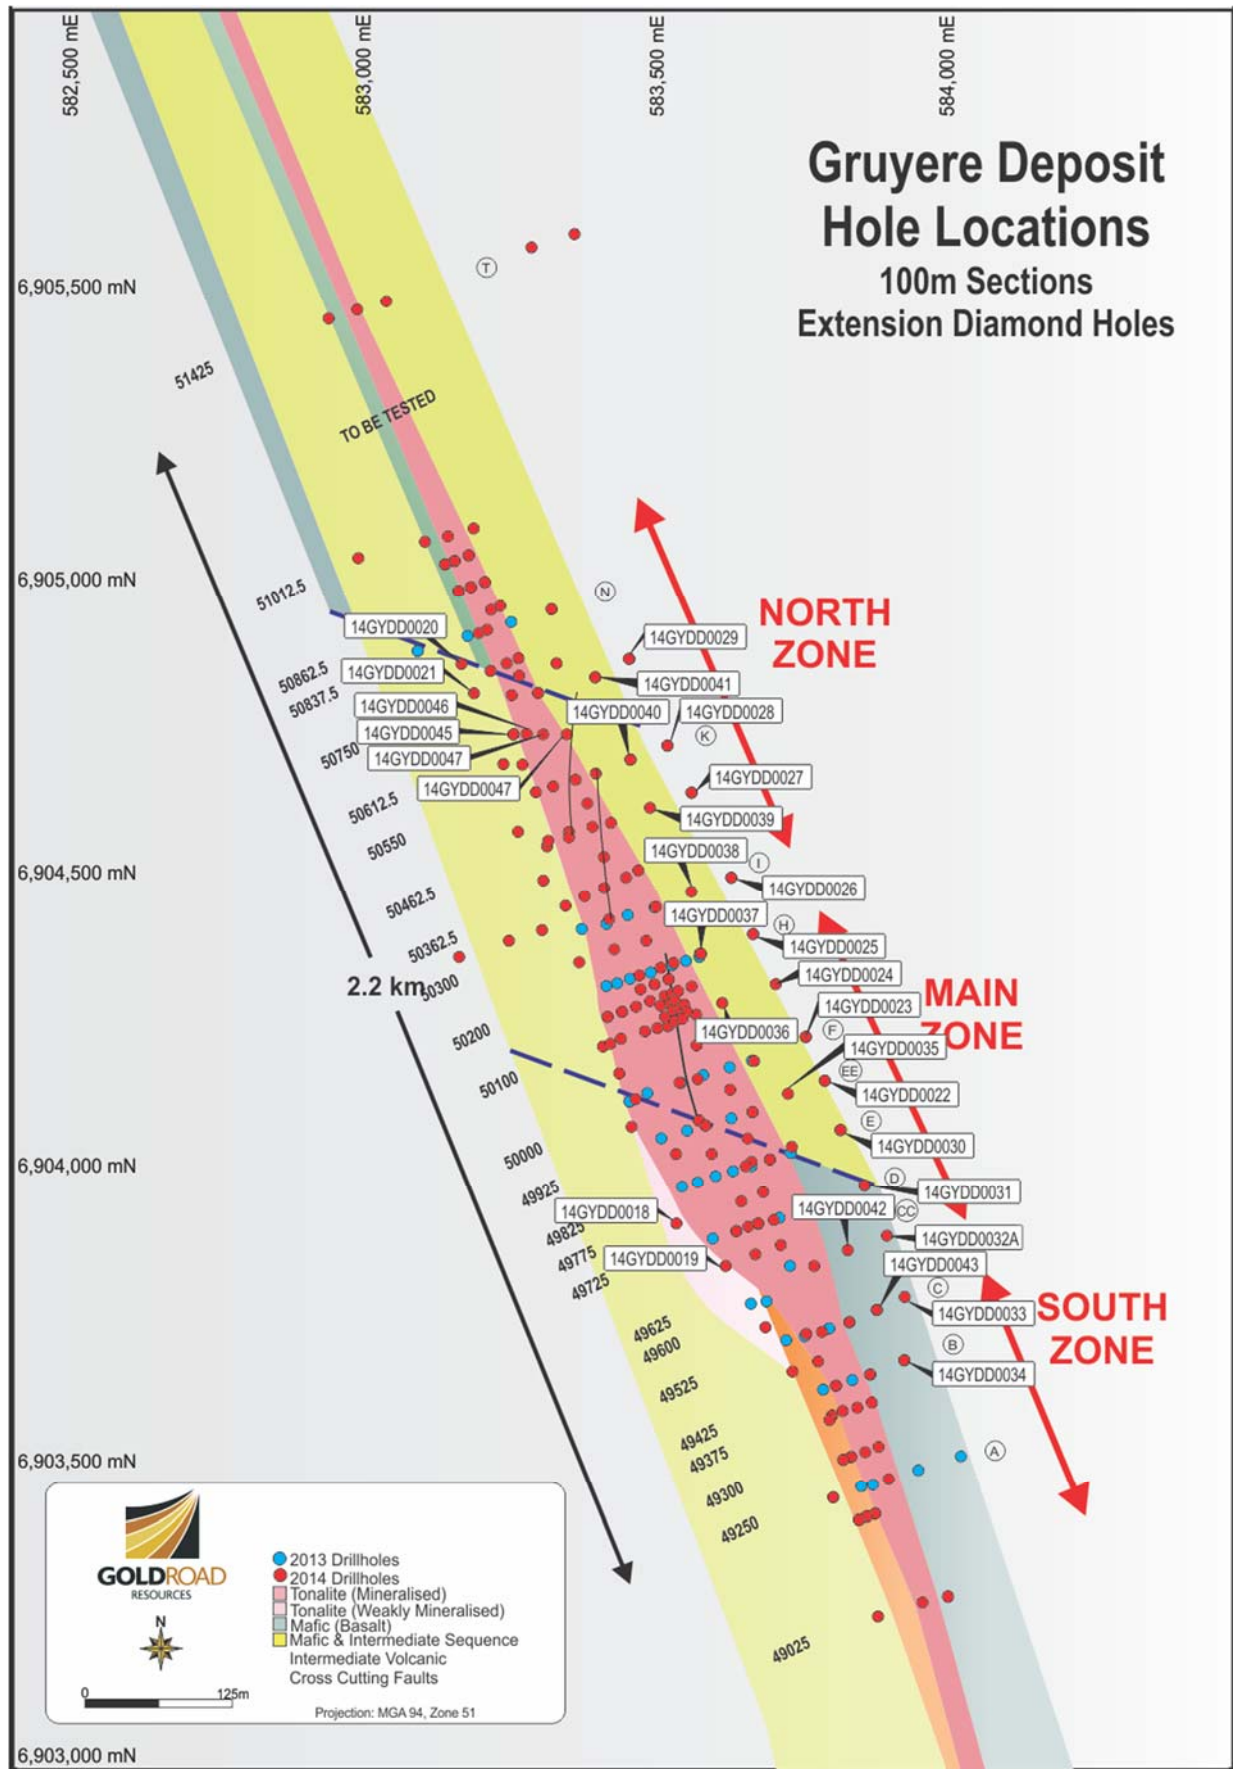 582,500 mE
583,000 mE
583,500 mE
584,000 mE
Gruyere Deposit
Hole Locations
100m Sections
Extension Diamond Holes
T
6,905,500 mN
51425
TO BE TESTED
6,905,000 mN
51012.5
N
NORTH
ZONE
14GYDD0020
14GYDD0029
50862.5
14GYDD0021
14GYDD0041
50837.5
14GYDD0046
14GYDD0040
14GYDD0028
14GYDD0045
K
50750
14GYDD0047
14GYDD0047
14GYDD0027
50612.5
14GYDD0039
50550
14GYDD0038
I
6,904,500 mN
14GYDD0026
50462.5
14GYDD0037
H
50362.5
14GYDD0025
2.2 km
50300
14GYDD0024
MAIN
ZONE
14GYDD0023
50200
14GYDD0036
F
14GYDD0035
50100
EE
14GYDD0022
E
50000
14GYDD0030
6,904,000 mN
49925
D
14GYDD0031
14GYDD0018
14GYDD0042
CC
49825
14GYDD0032A
49775
14GYDD0019
14GYDD0043
49725
C
14GYDD0033
SOUTH
ZONE
49625
49600
B
14GYDD0034
49525
49425
49375
A
6,903,500 mN
49300
49250
GOLDROAD
RESOURCES
N
0
125m
2013 Drillholes
2014 Drillholes
Tonalite (Mineralised)
Tonalite (Weakly Mineralised)
Mafic (Basalt)
Mafic & Intermediate Sequence
Intermediate Volcanic
Cross Cutting Faults
Projection: MGA 94, Zone 51
49025
6,903,000 mN